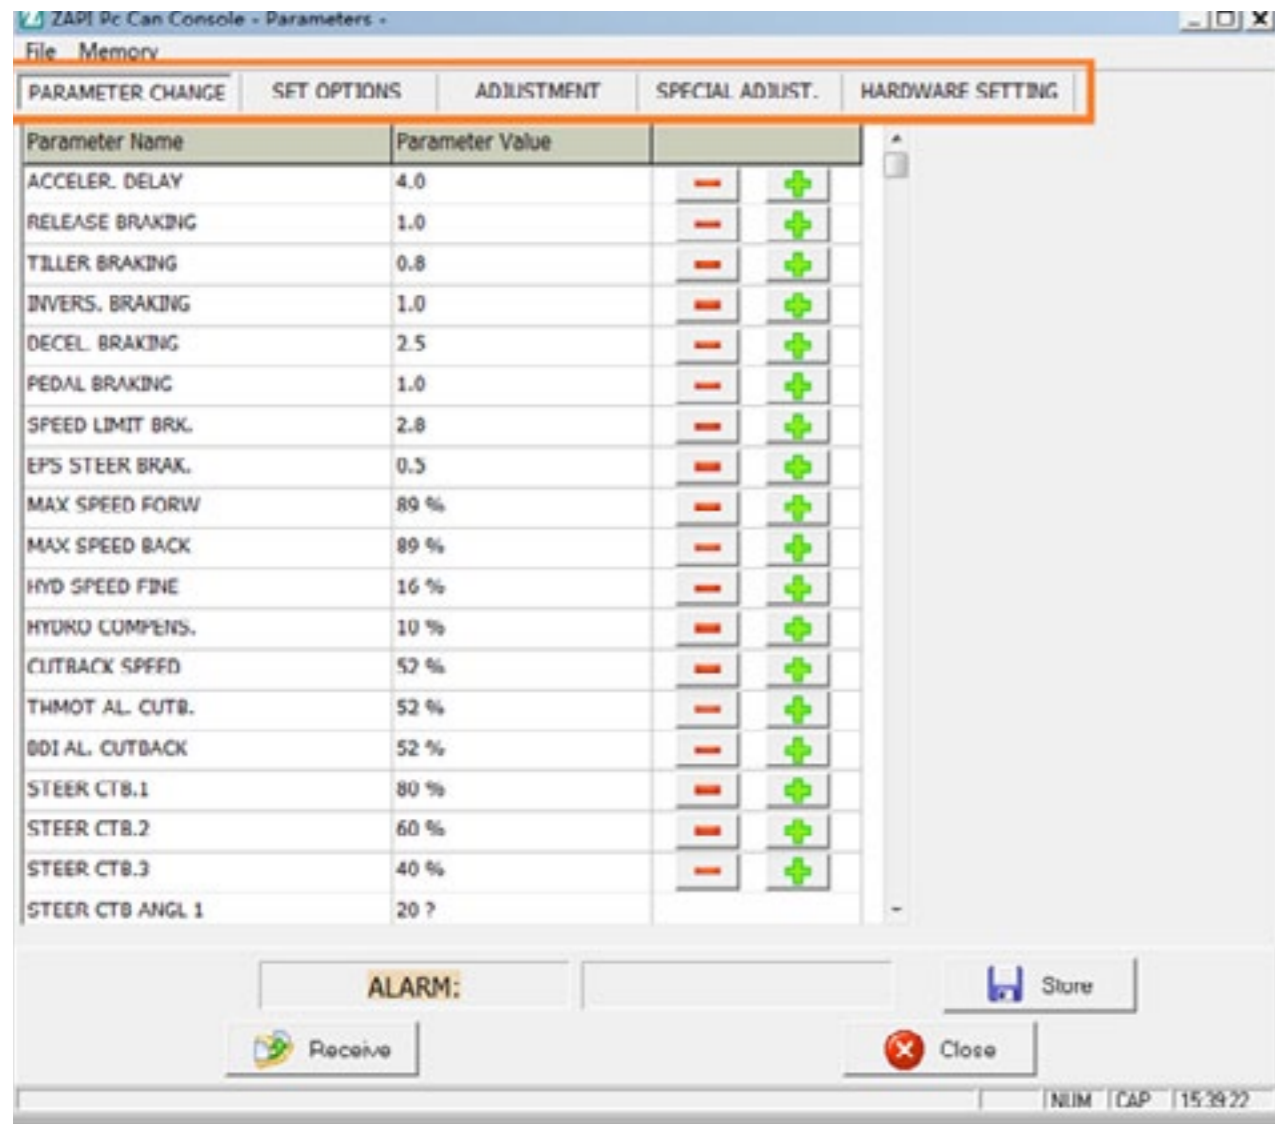 ZAPI Pc Can Console - Parameters -
File Memory
PARAMETER CHANGE SET OPTIONS ADJUSTMENT SPECIAL ADJUST. HARDWARE SETTING
Parameter Name Parameter Value
ACCELER. DELAY 4.0
RELEASE BRAKING 1.0
TILLER BRAKING 0.8
INVERS. BRAKING 1.0
DECEL. BRAKING 2.5
PEDAL BRAKING 1.0
SPEED LIMIT BRK. 2.8
EPS STEER BRAK. 0.5
MAX SPEED FORW 89 %
MAX SPEED BACK 89 %
HYD SPEED FINE 16 %
HYDRO COMPENS. 10 %
CUTBACK SPEED 52 %
THMOT AL. CUTB. 52 %
BDI AL. CUTBACK 52 %
STEER CTB.1 80 %
STEER CTB.2 60 %
STEER CTB.3 40 %
STEER CTB ANGL 1 20 ?
ALARM: Store
Receive Close
NUM CAP 15:39:22